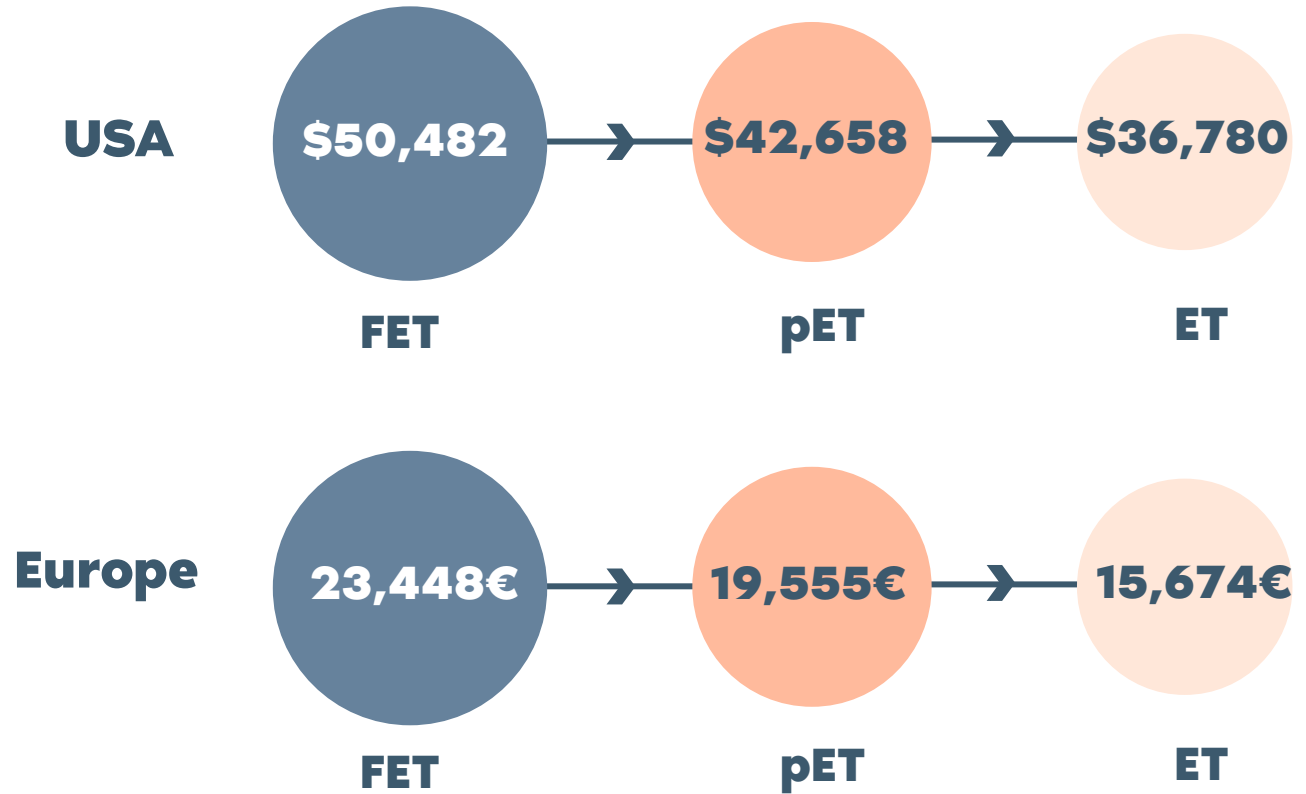 USA
$50,482
$42,658
$36,780
FET
pET
ET
Europe
23,448€
19,555€
15,674€
FET
pET
ET